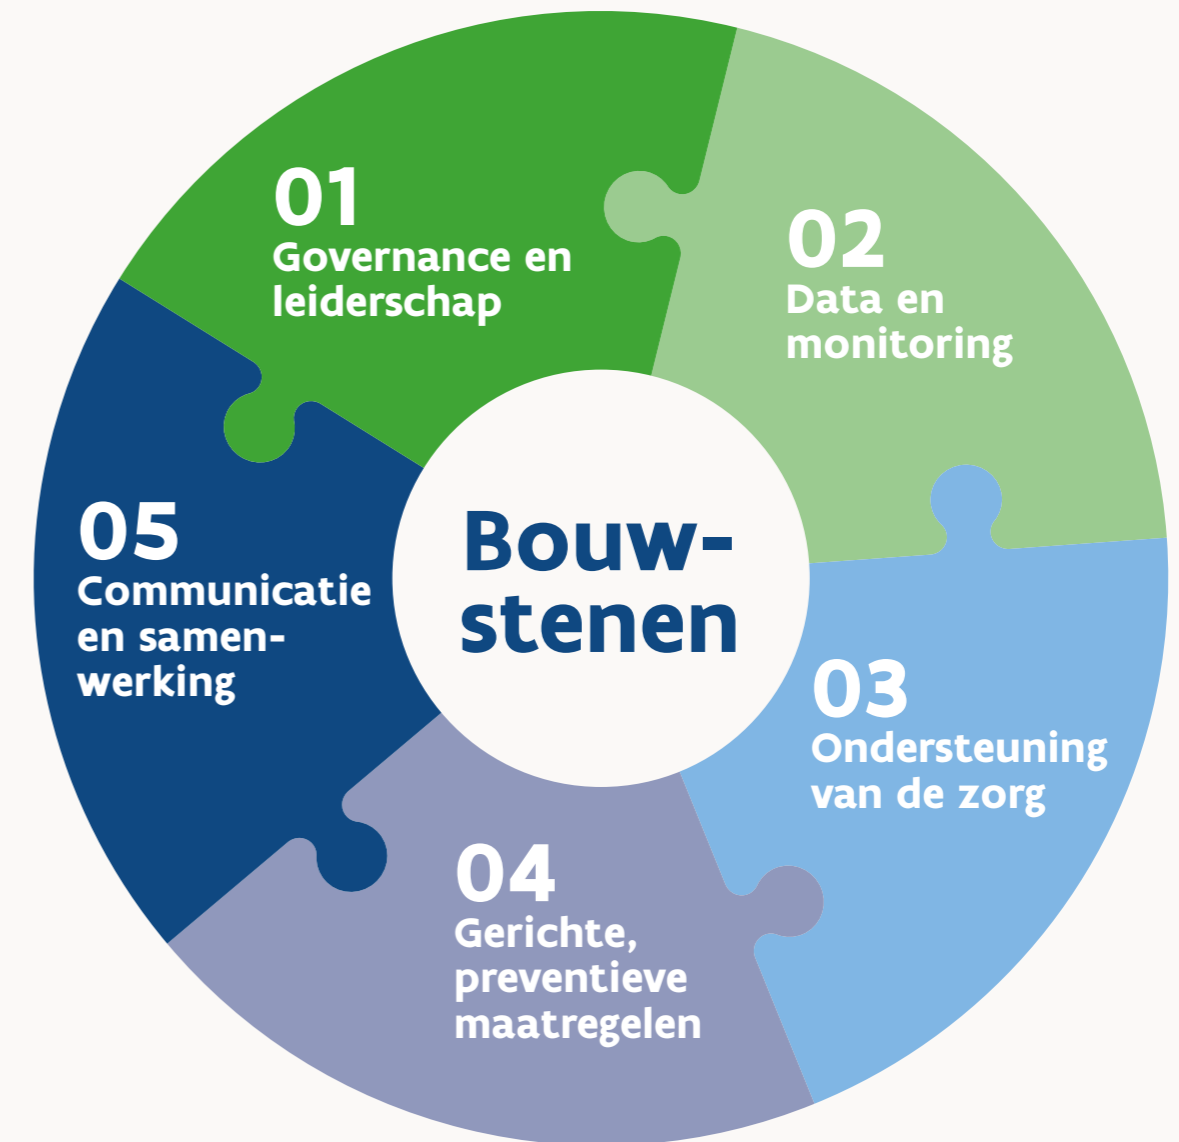 01
Governance en
leiderschap
02
Data en
monitoring
03
Ondersteuning
van de zorg
04
Gerichte,
preventieve
maatregelen
05
Communicatie
en samen-
werking
Bouw-
stenen